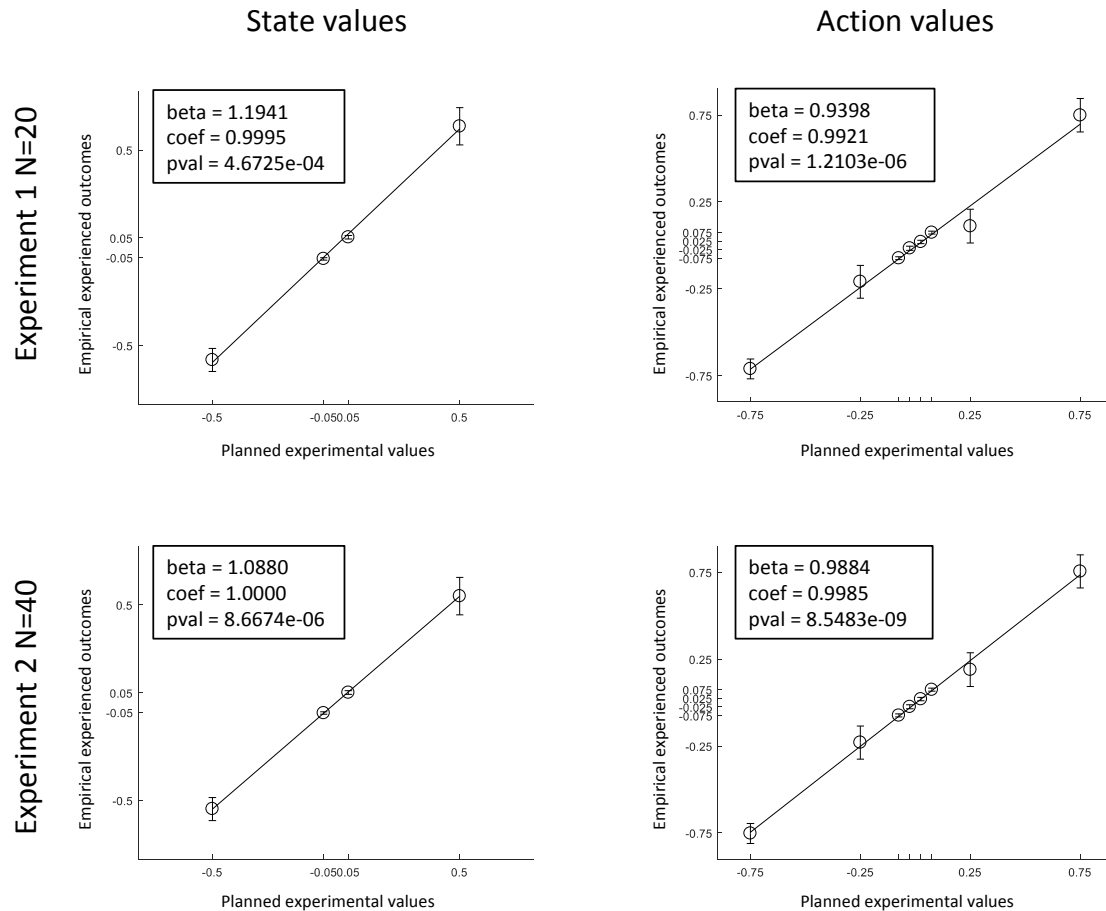 State values
Action values
Experiment 1 N=20
beta = 1.1941
coef = 0.9995
pval = 4.6725e-04
Empirical experienced outcomes
0.5
0.05
-0.05
-0.5
-0.5
-0.05
0.05
0.5
Planned experimental values
beta = 0.9398
coef = 0.9921
pval = 1.2103e-06
Empirical experienced outcomes
0.75
0.25
0.075
0.025
-0.025
-0.075
-0.25
-0.75
-0.75
-0.25
0.25
0.75
Planned experimental values
Experiment 2 N=40
beta = 1.0880
coef = 1.0000
pval = 8.6674e-06
Empirical experienced outcomes
0.5
0.05
-0.05
-0.5
-0.5
-0.05
0.05
0.5
Planned experimental values
beta = 0.9884
coef = 0.9985
pval = 8.5483e-09
Empirical experienced outcomes
0.75
0.25
0.075
0.025
-0.025
-0.075
-0.25
-0.75
-0.75
-0.25
0.25
0.75
Planned experimental values